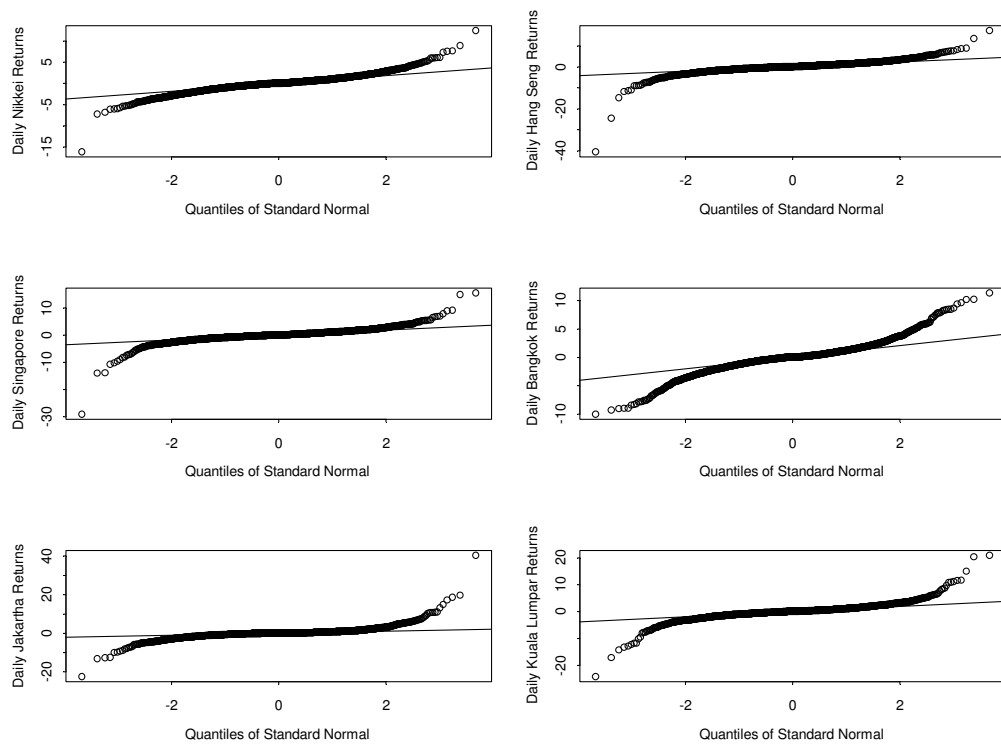 Daily Nikkei Returns
5
-5
-15
-2 0 2
Quantiles of Standard Normal
Daily Hang Seng Returns
0
-20
-40
-2 0 2
Quantiles of Standard Normal
Daily Singapore Returns
10
0
-10
-30
-2 0 2
Quantiles of Standard Normal
Daily Bangkok Returns
10
5
0
-10
-2 0 2
Quantiles of Standard Normal
Daily Jakartha Returns
40
20
0
-20
-2 0 2
Quantiles of Standard Normal
Daily Kuala Lumpar Returns
20
10
0
-20
-2 0 2
Quantiles of Standard Normal